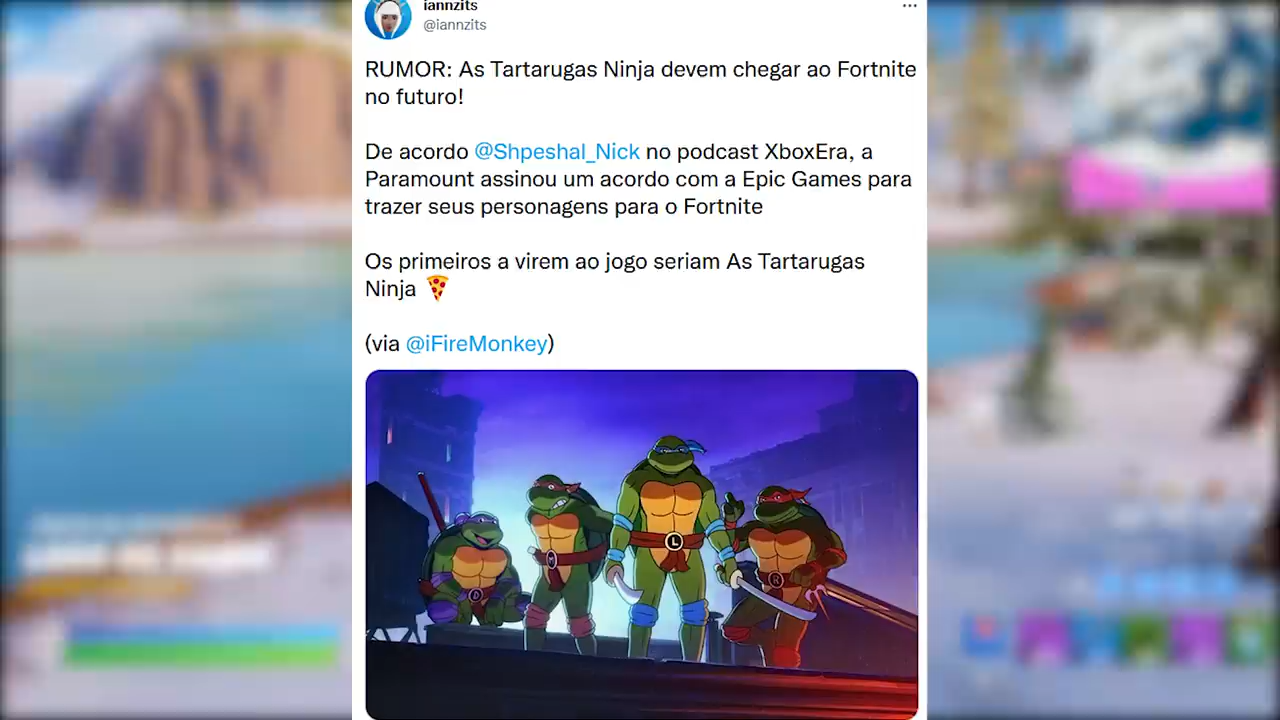 iannzits
@iannzits
...
RUMOR: As Tartarugas Ninja devem chegar ao Fortnite
no futuro!
De acordo @Shpeshal_Nick no podcast XboxEra, a
Paramount assinou um acordo com a Epic Games para
trazer seus personagens para o Fortnite
Os primeiros a virem ao jogo seriam As Tartarugas
Ninja 🍕
(via @iFireMonkey)
D
M
L
R